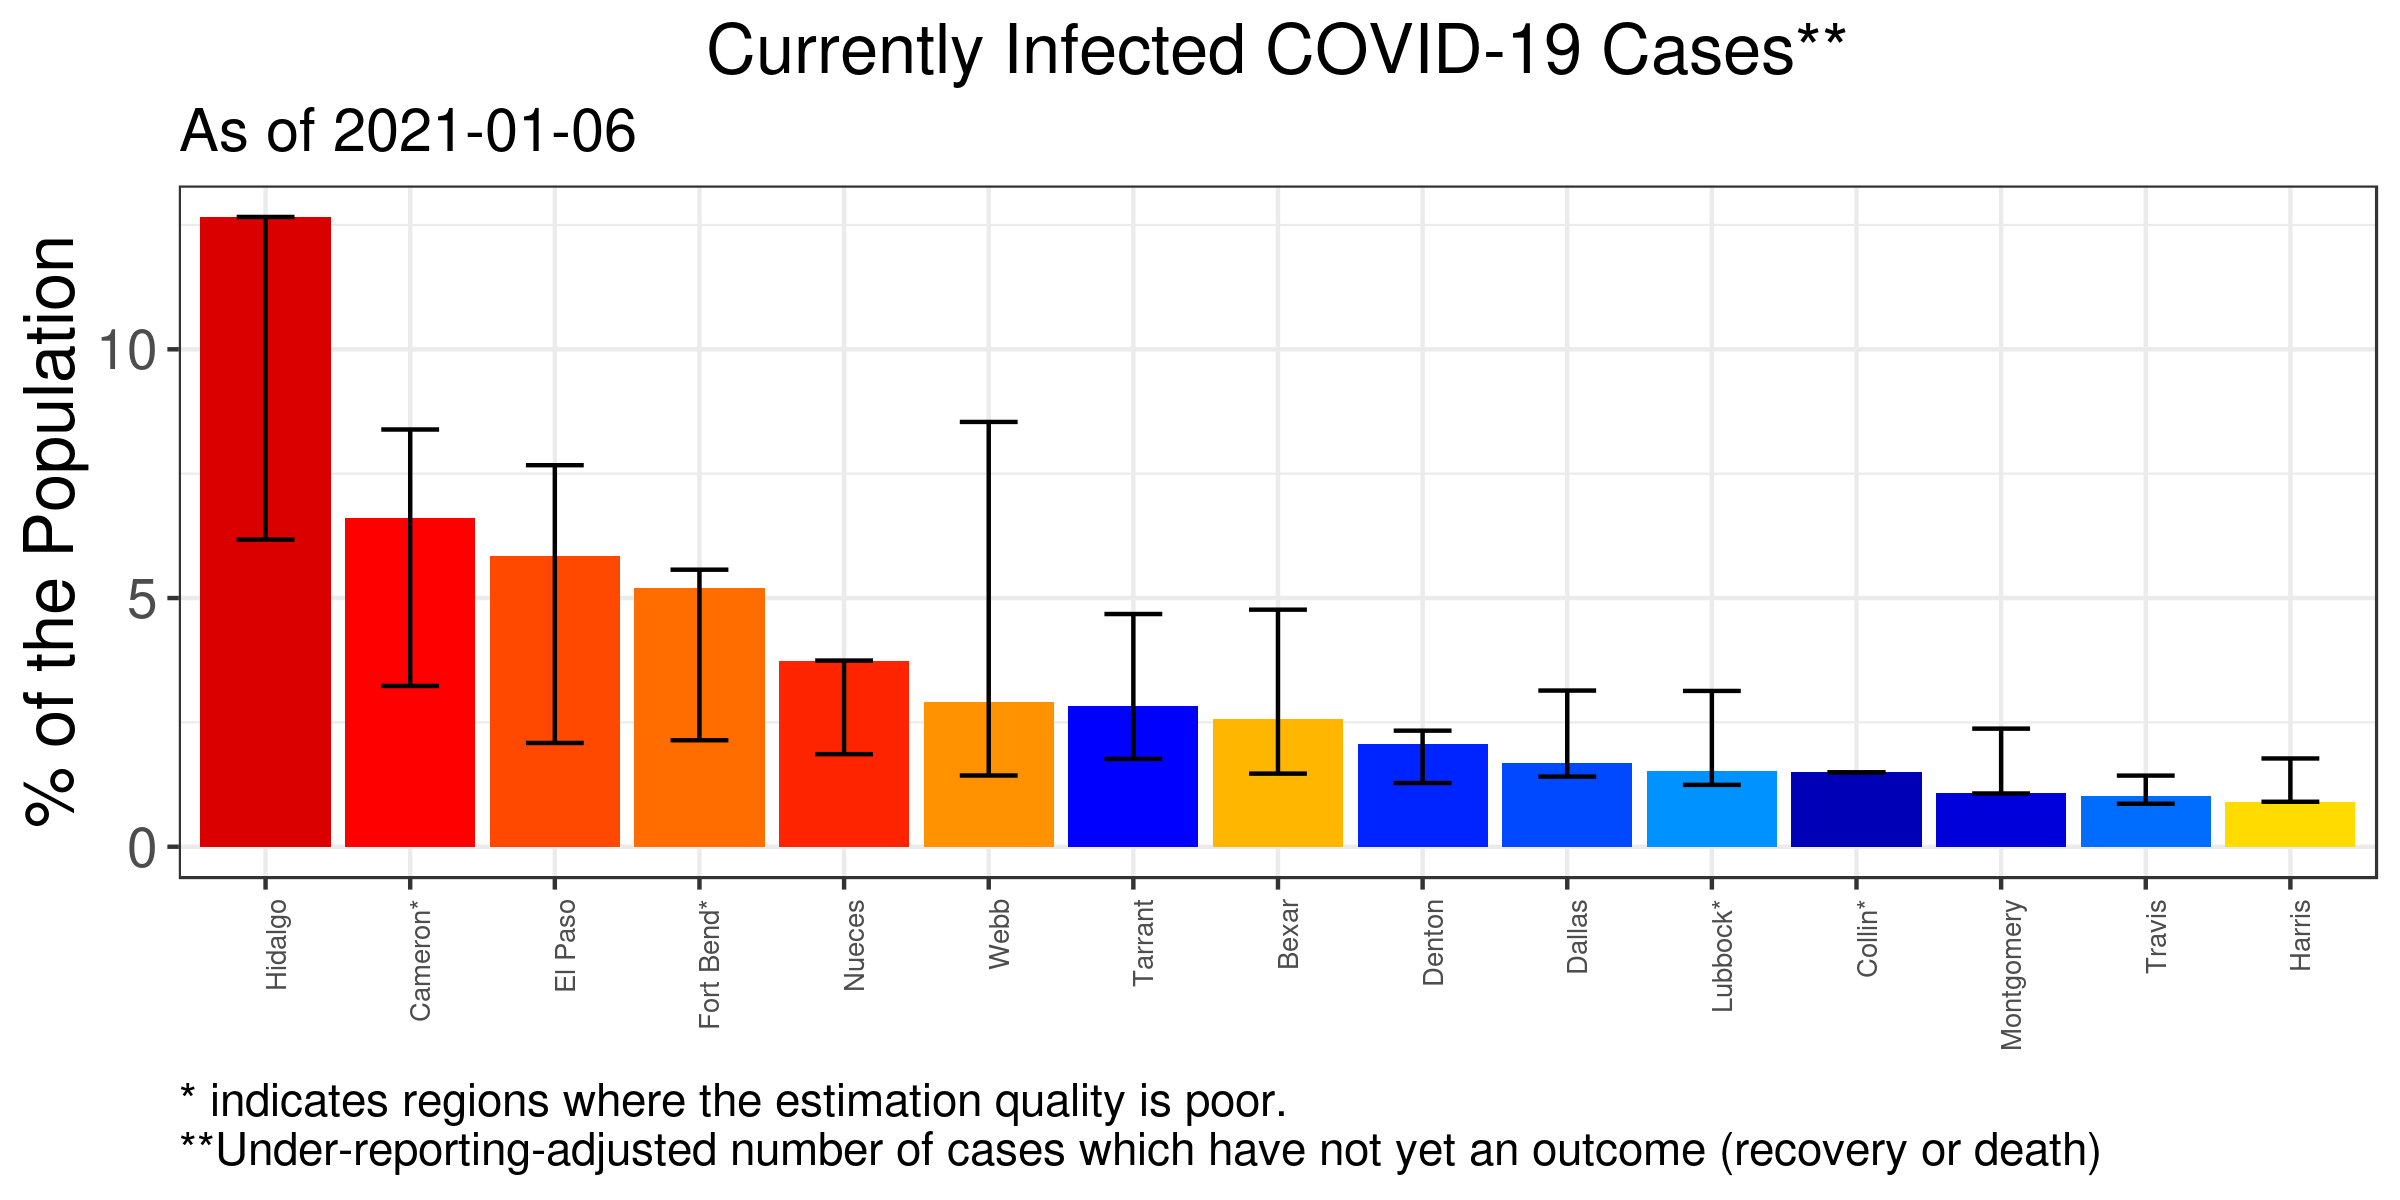 Currently Infected COVID-19 Cases**
As of 2021-01-06
% of the Population
10
5
0
Hidalgo
Cameron*
El Paso
Fort Bend*
Nueces
Webb
Tarrant
Bexar
Denton
Dallas
Lubbock*
Collin*
Montgomery
Travis
Harris
* indicates regions where the estimation quality is poor.
**Under-reporting-adjusted number of cases which have not yet an outcome (recovery or death)